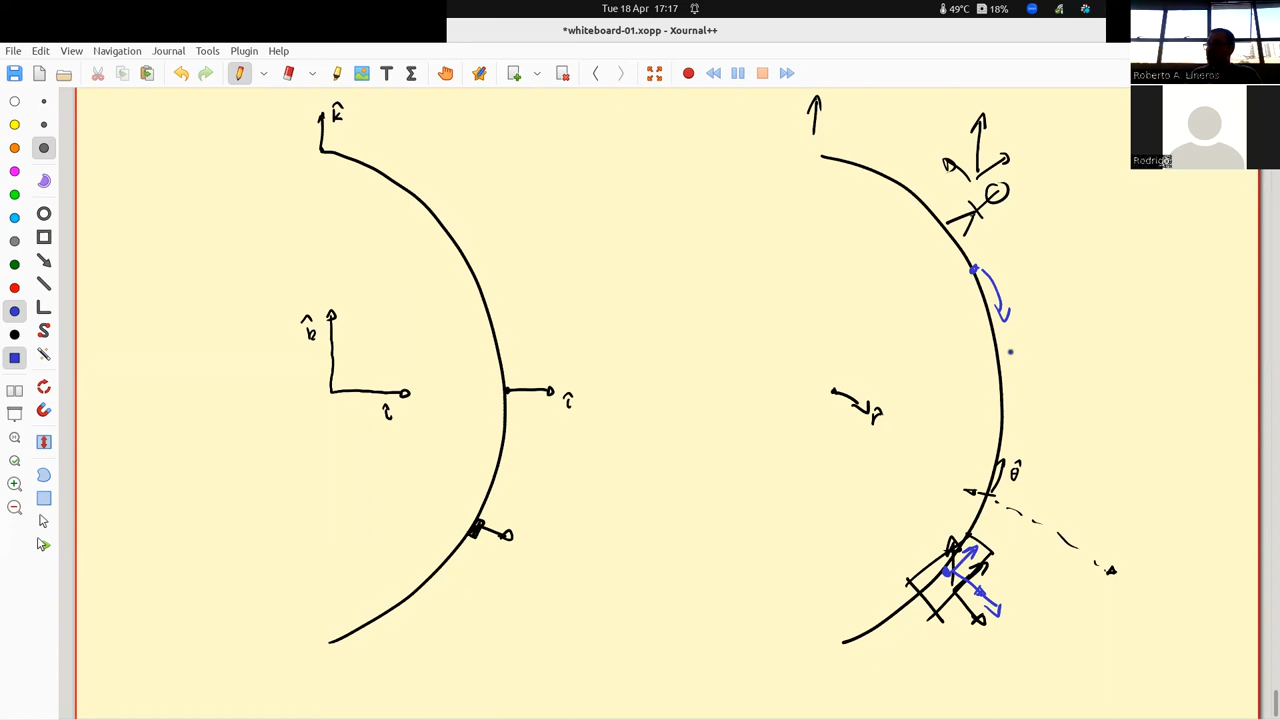 Tue 18 Apr 17:17
49°C
18%
*whiteboard-01.xopp - Xournal++
File Edit View Navigation Journal Tools Plugin Help
Roberto A. Lineros
Rodrigo
k̂
k̂
î
î
r̂
θ̂